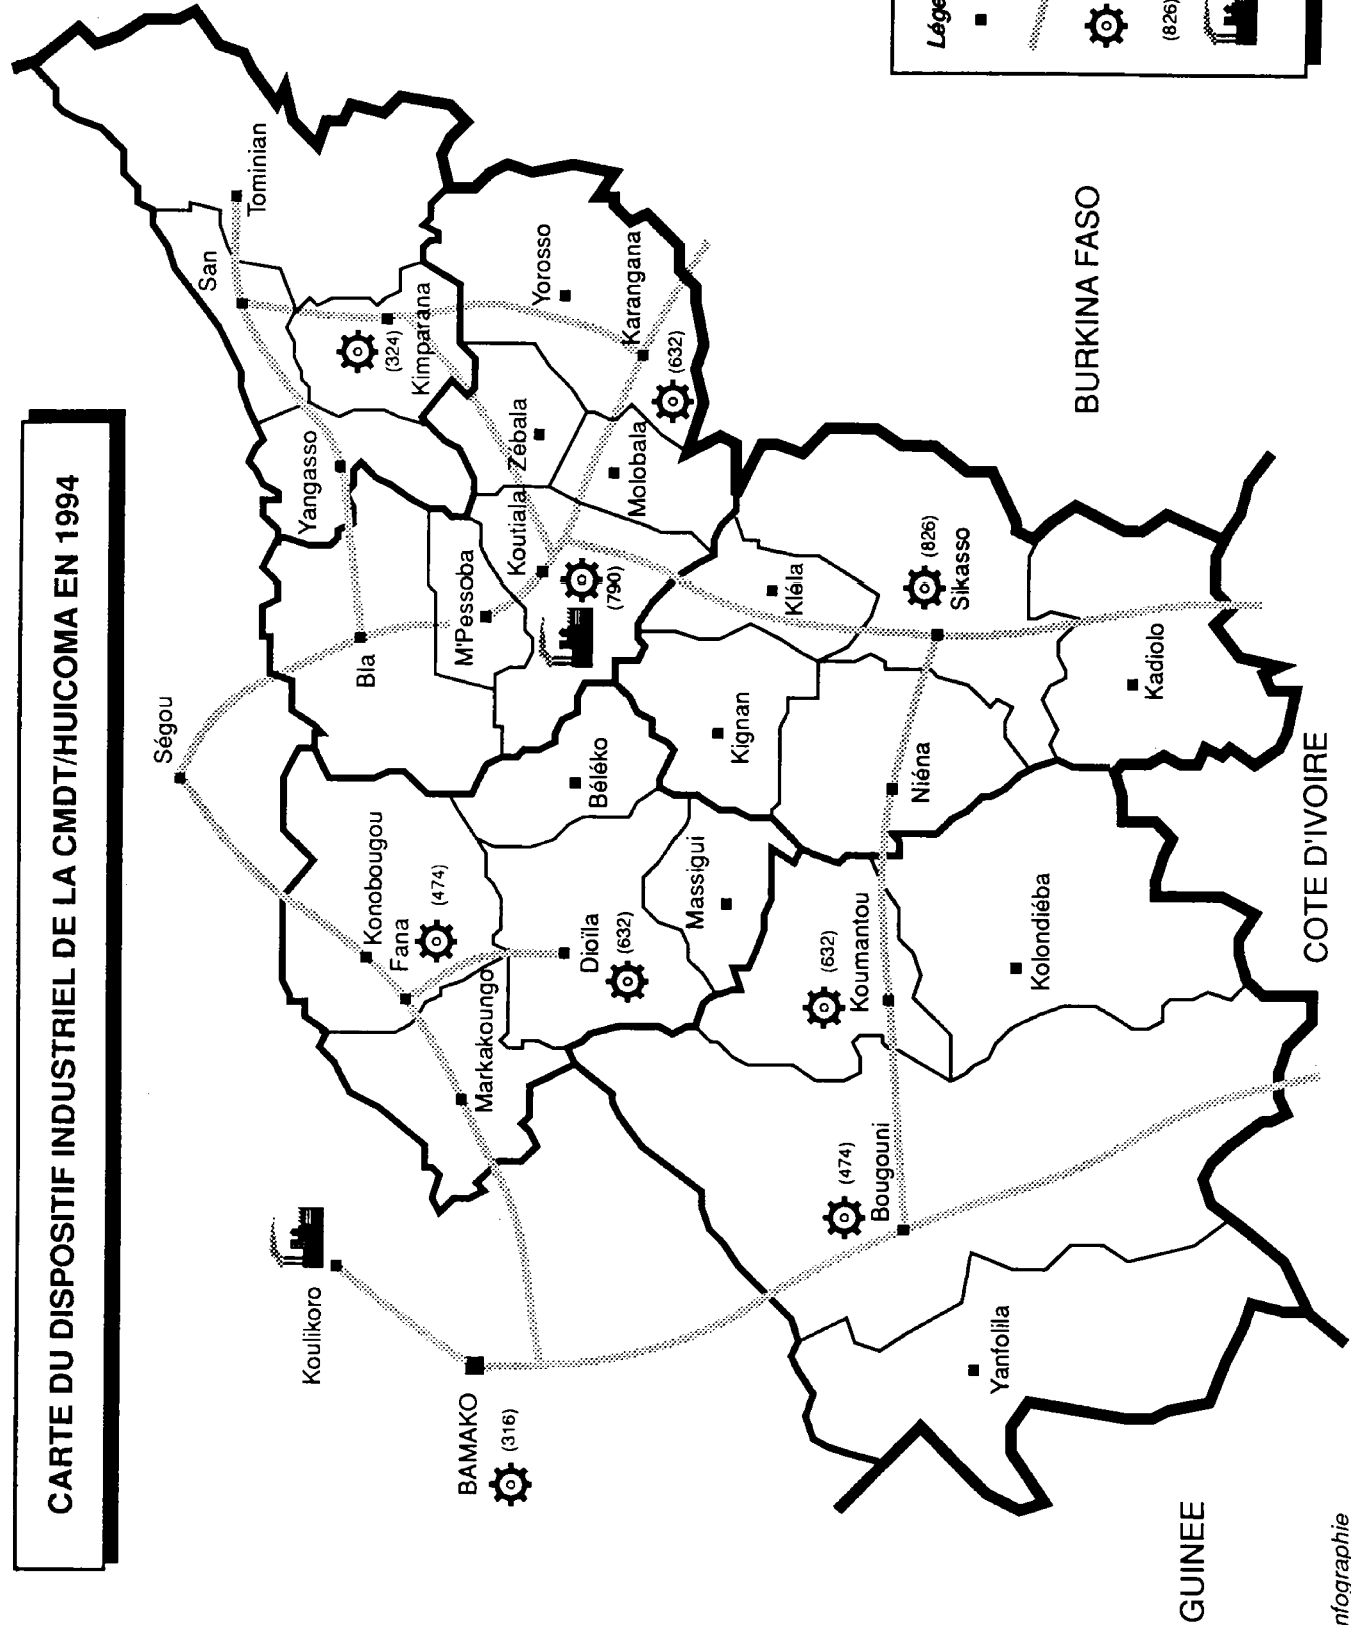 CARTE DU DISPOSITIF INDUSTRIEL DE LA CMDT/HUICOMA EN 1994
Ségou
San
Tominian
Yangasso
(324)
Kimparana
Yorosso
Karangana
(632)
Zébala
Molobala
Koutiala
(790)
M'Pessoba
Bla
Konobougou
Fana
(474)
Béléko
Dioïla
(632)
Massigui
Markakoungo
Koulikoro
BAMAKO
(316)
Kléla
Kignan
(826)
Sikasso
Niéna
Kadiolo
(632)
Koumantou
Kolondiéba
(474)
Bougouni
Yanfolila
BURKINA FASO
COTE D'IVOIRE
GUINEE
Lége
(826)
nfographie